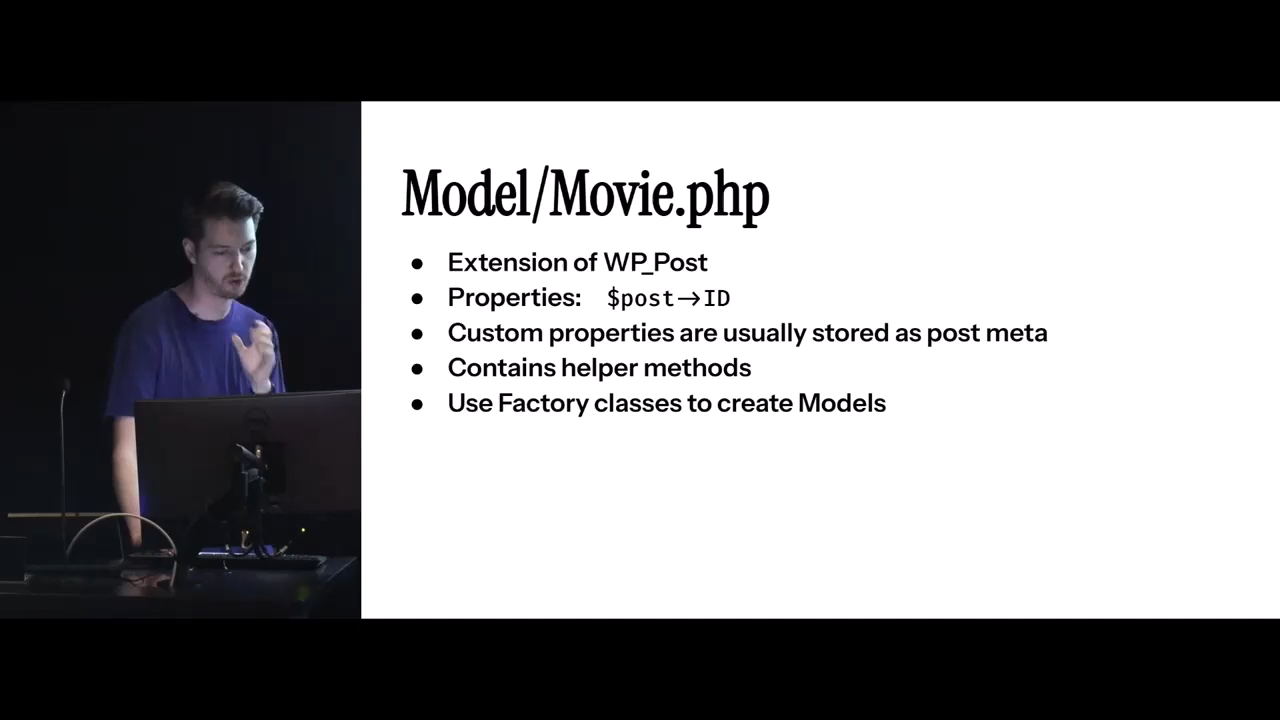 Model/Movie.php
● Extension of WP_Post
● Properties: $post→ID
● Custom properties are usually stored as post meta
● Contains helper methods
● Use Factory classes to create Models